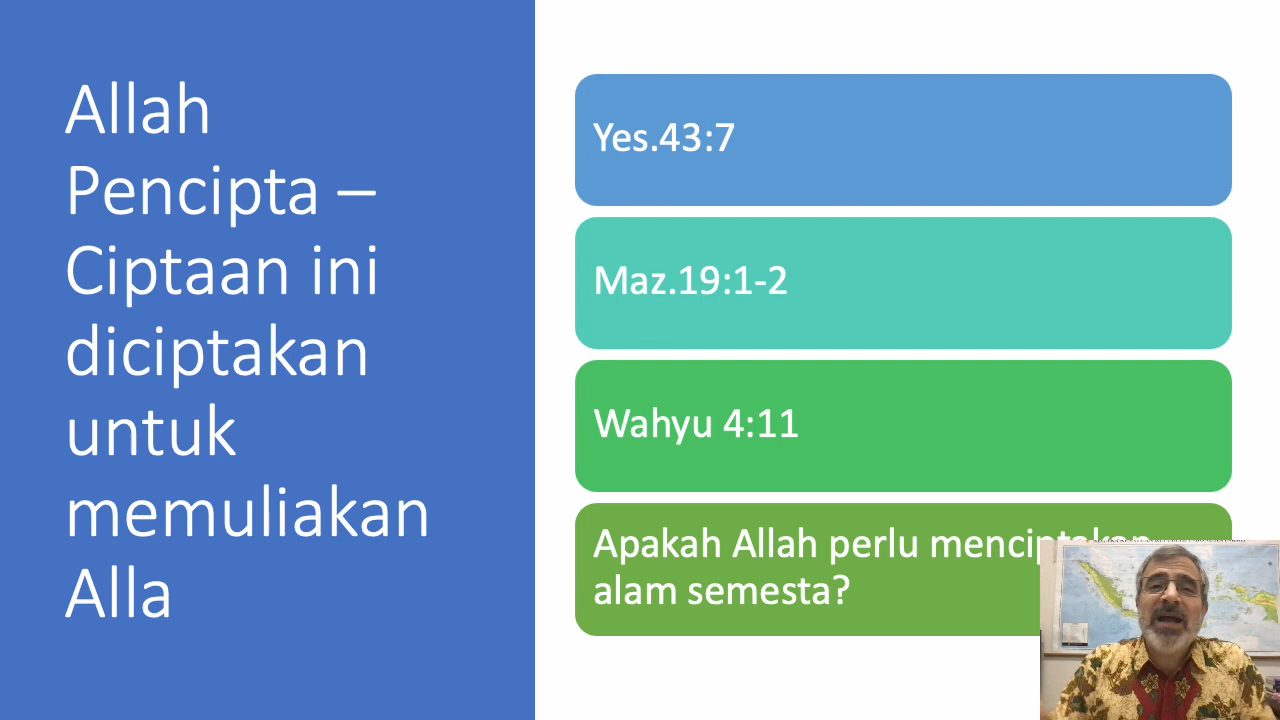 Allah
Pencipta –
Ciptaan ini
diciptakan
untuk
memuliakan
Alla
Yes.43:7
Maz.19:1-2
Wahyu 4:11
Apakah Allah perlu menciptakan
alam semesta?